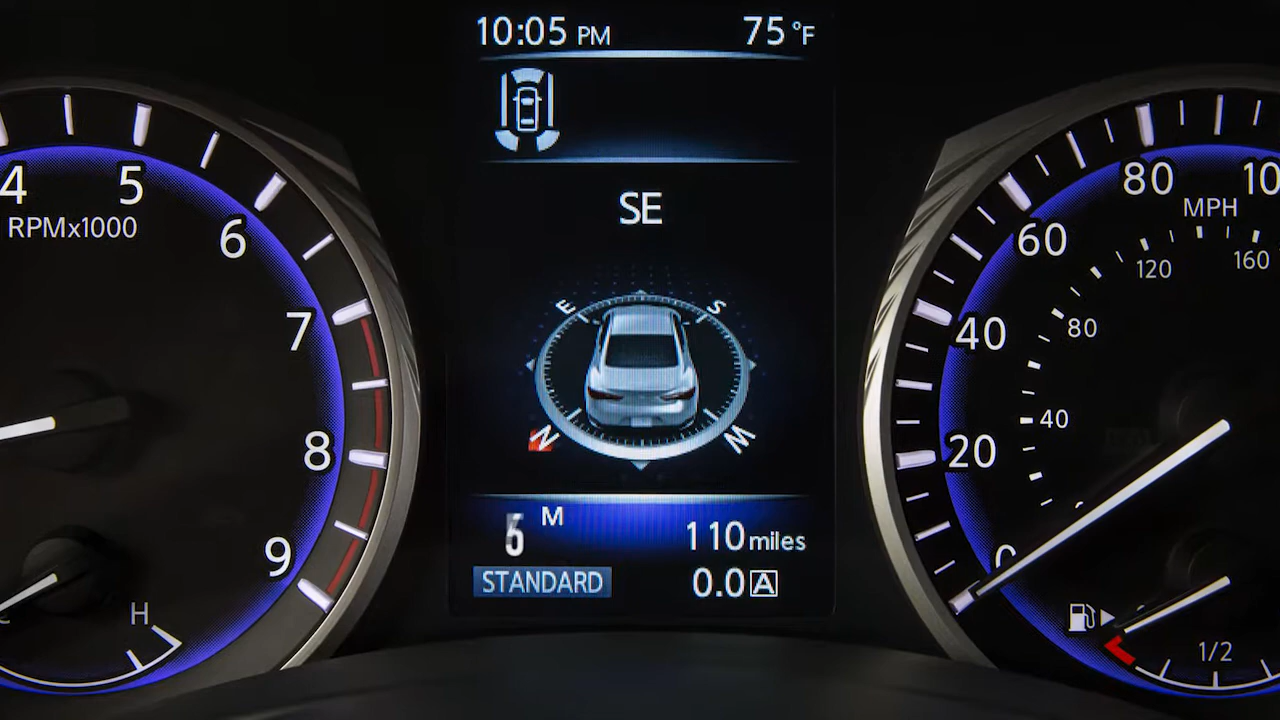 10:05 PM 75 °F
SE
E S
N W
M
110 miles
STANDARD 0.0 A
4 5 6 7 8 9
RPMx1000
H
0 20 40 60 80
MPH
40 80 120 160
1/2